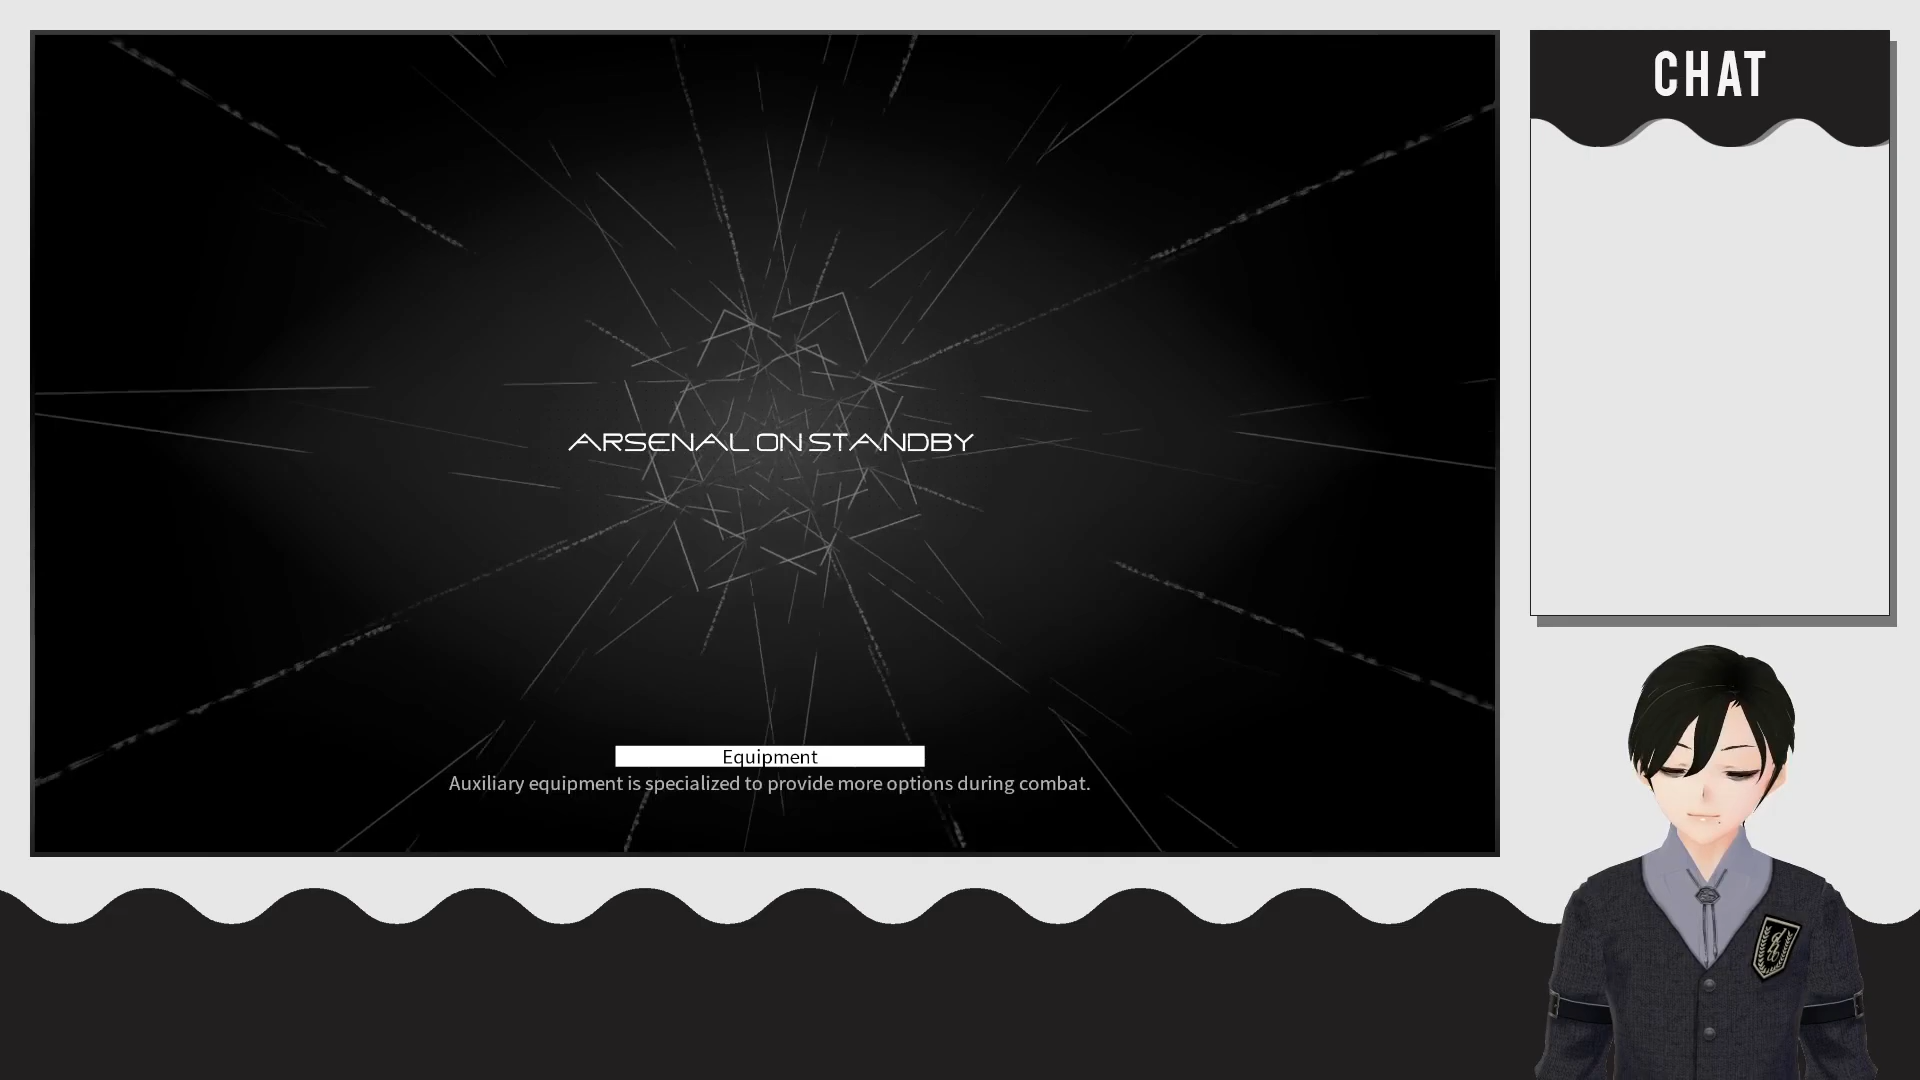 CHAT
ARSENAL ON STANDBY
Equipment
Auxiliary equipment is specialized to provide more options during combat.